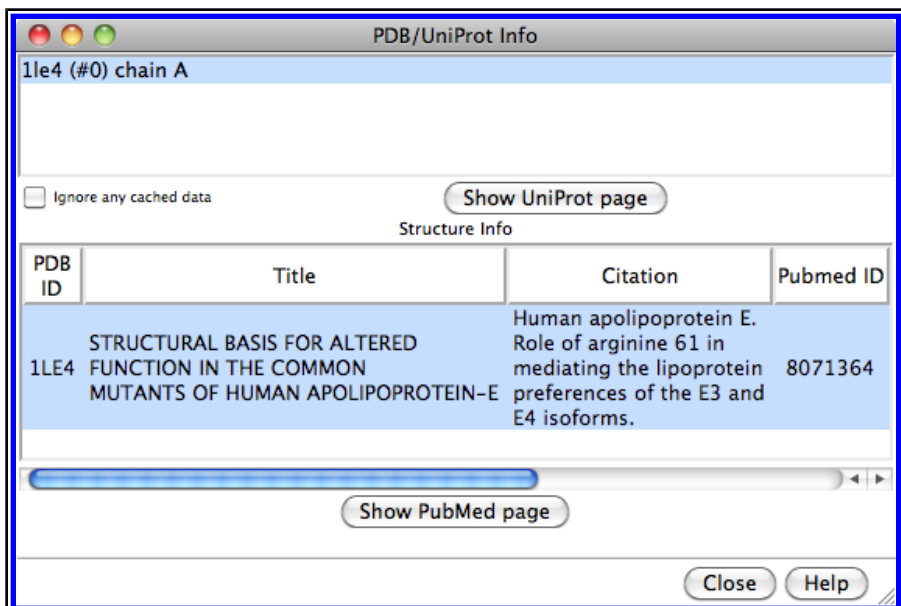 PDB/UniProt Info
1le4 (#0) chain A
Ignore any cached data
Show UniProt page
Structure Info
PDB
ID
Title
Citation
Pubmed ID
1LE4
STRUCTURAL BASIS FOR ALTERED
FUNCTION IN THE COMMON
MUTANTS OF HUMAN APOLIPOPROTEIN-E
Human apolipoprotein E.
Role of arginine 61 in
mediating the lipoprotein
preferences of the E3 and
E4 isoforms.
8071364
Show PubMed page
Close
Help